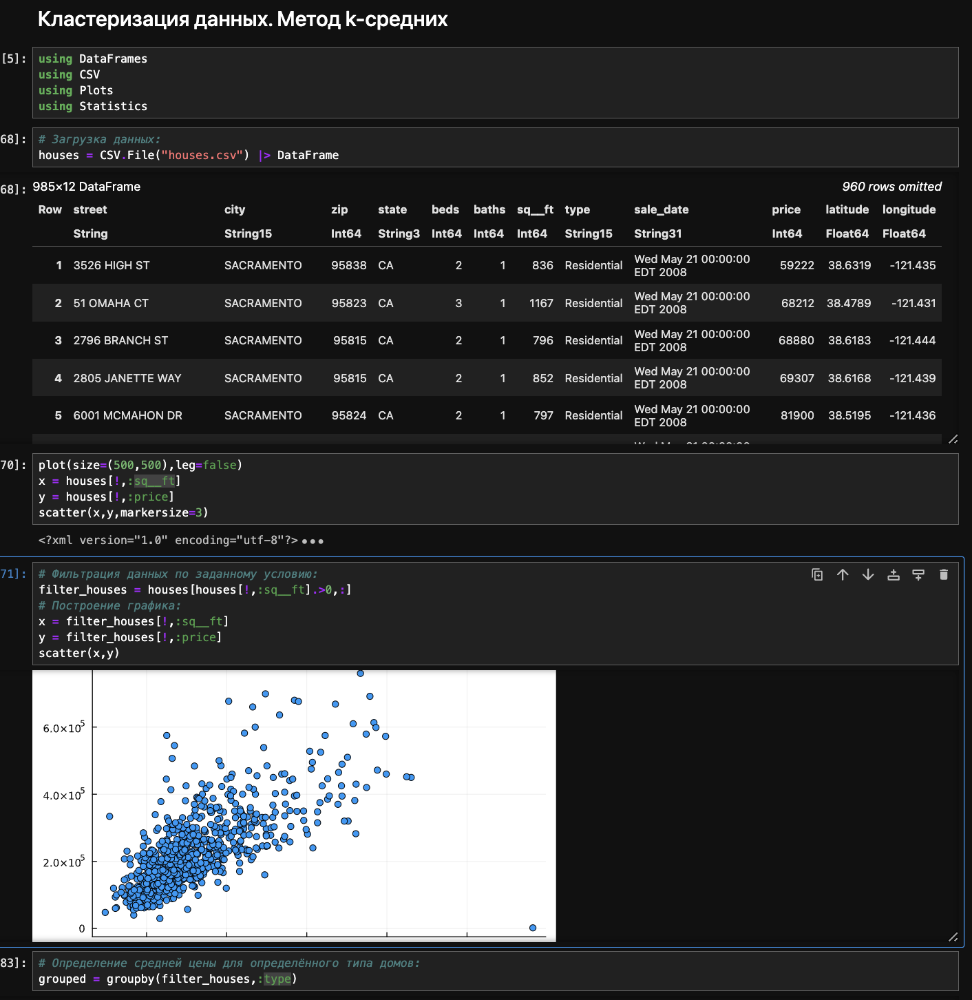 Кластеризация данных. Метод k-средних
[5]:
using DataFrames
using CSV
using Plots
using Statistics
68]:
# Загрузка данных:
houses = CSV.File("houses.csv") |> DataFrame
68]:
985×12 DataFrame 960 rows omitted
Row street city zip state beds baths sq__ft type sale_date price latitude longitude
String String15 Int64 String3 Int64 Int64 Int64 String15 String31 Int64 Float64 Float64
1 3526 HIGH ST SACRAMENTO 95838 CA 2 1 836 Residential Wed May 21 00:00:00 EDT 2008 59222 38.6319 -121.435
2 51 OMAHA CT SACRAMENTO 95823 CA 3 1 1167 Residential Wed May 21 00:00:00 EDT 2008 68212 38.4789 -121.431
3 2796 BRANCH ST SACRAMENTO 95815 CA 2 1 796 Residential Wed May 21 00:00:00 EDT 2008 68880 38.6183 -121.444
4 2805 JANETTE WAY SACRAMENTO 95815 CA 2 1 852 Residential Wed May 21 00:00:00 EDT 2008 69307 38.6168 -121.439
5 6001 MCMAHON DR SACRAMENTO 95824 CA 2 1 797 Residential Wed May 21 00:00:00 EDT 2008 81900 38.5195 -121.436
70]:
plot(size=(500,500),leg=false)
x = houses[!,:sq__ft]
y = houses[!,:price]
scatter(x,y,markersize=3)
<?xml version="1.0" encoding="utf-8"?>
71]:
# Фильтрация данных по заданному условию:
filter_houses = houses[houses[!,:sq__ft].>0,:]
# Построение графика:
x = filter_houses[!,:sq__ft]
y = filter_houses[!,:price]
scatter(x,y)
6.0×10⁵
4.0×10⁵
2.0×10⁵
0
83]:
# Определение средней цены для определённого типа домов:
grouped = groupby(filter_houses,:type)